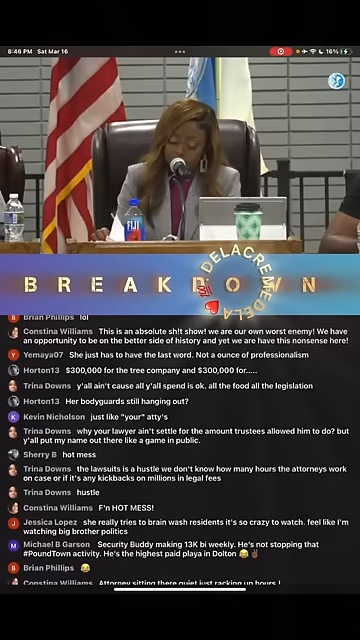 8:46 PM Sat Mar 16
16%
FIJI
DELACREMEDELA
BREAKDOWN
Brian Phillips lol
Constina Williams This is an absolute sh!t show! we are our own worst enemy! We have
an opportunity to be on the better side of history and yet we are have this nonsense here!
Yemaya07 She just has to have the last word. Not a ounce of professionalism
Horton13 $300,000 for the tree company and $300,000 for.....
Trina Downs y'all ain't cause all y'all spend is ok. all the food all the legislation
Horton13 Her bodyguards still hanging out?
Kevin Nicholson just like "your" atty's
Trina Downs why your lawyer ain't settle for the amount trustees allowed him to do? but
y'all put my name out there like a game in public.
Sherry B hot mess
Trina Downs the lawsuits is a hustle we don't know how many hours the attorneys work
on case or if it's any kickbacks on millions in legal fees
Trina Downs hustle
Constina Williams F'n HOT MESS!
Jessica Lopez she really tries to brain wash residents it's so crazy to watch. feel like I'm
watching big brother politics
Michael B Garson Security Buddy making 13K bi weekly. He's not stopping that
#PoundTown activity. He's the highest paid playa in Dolton 😂✌🏾
Brian Phillips 😂
Constina Williams Attorney sitting there quiet just racking up hours !